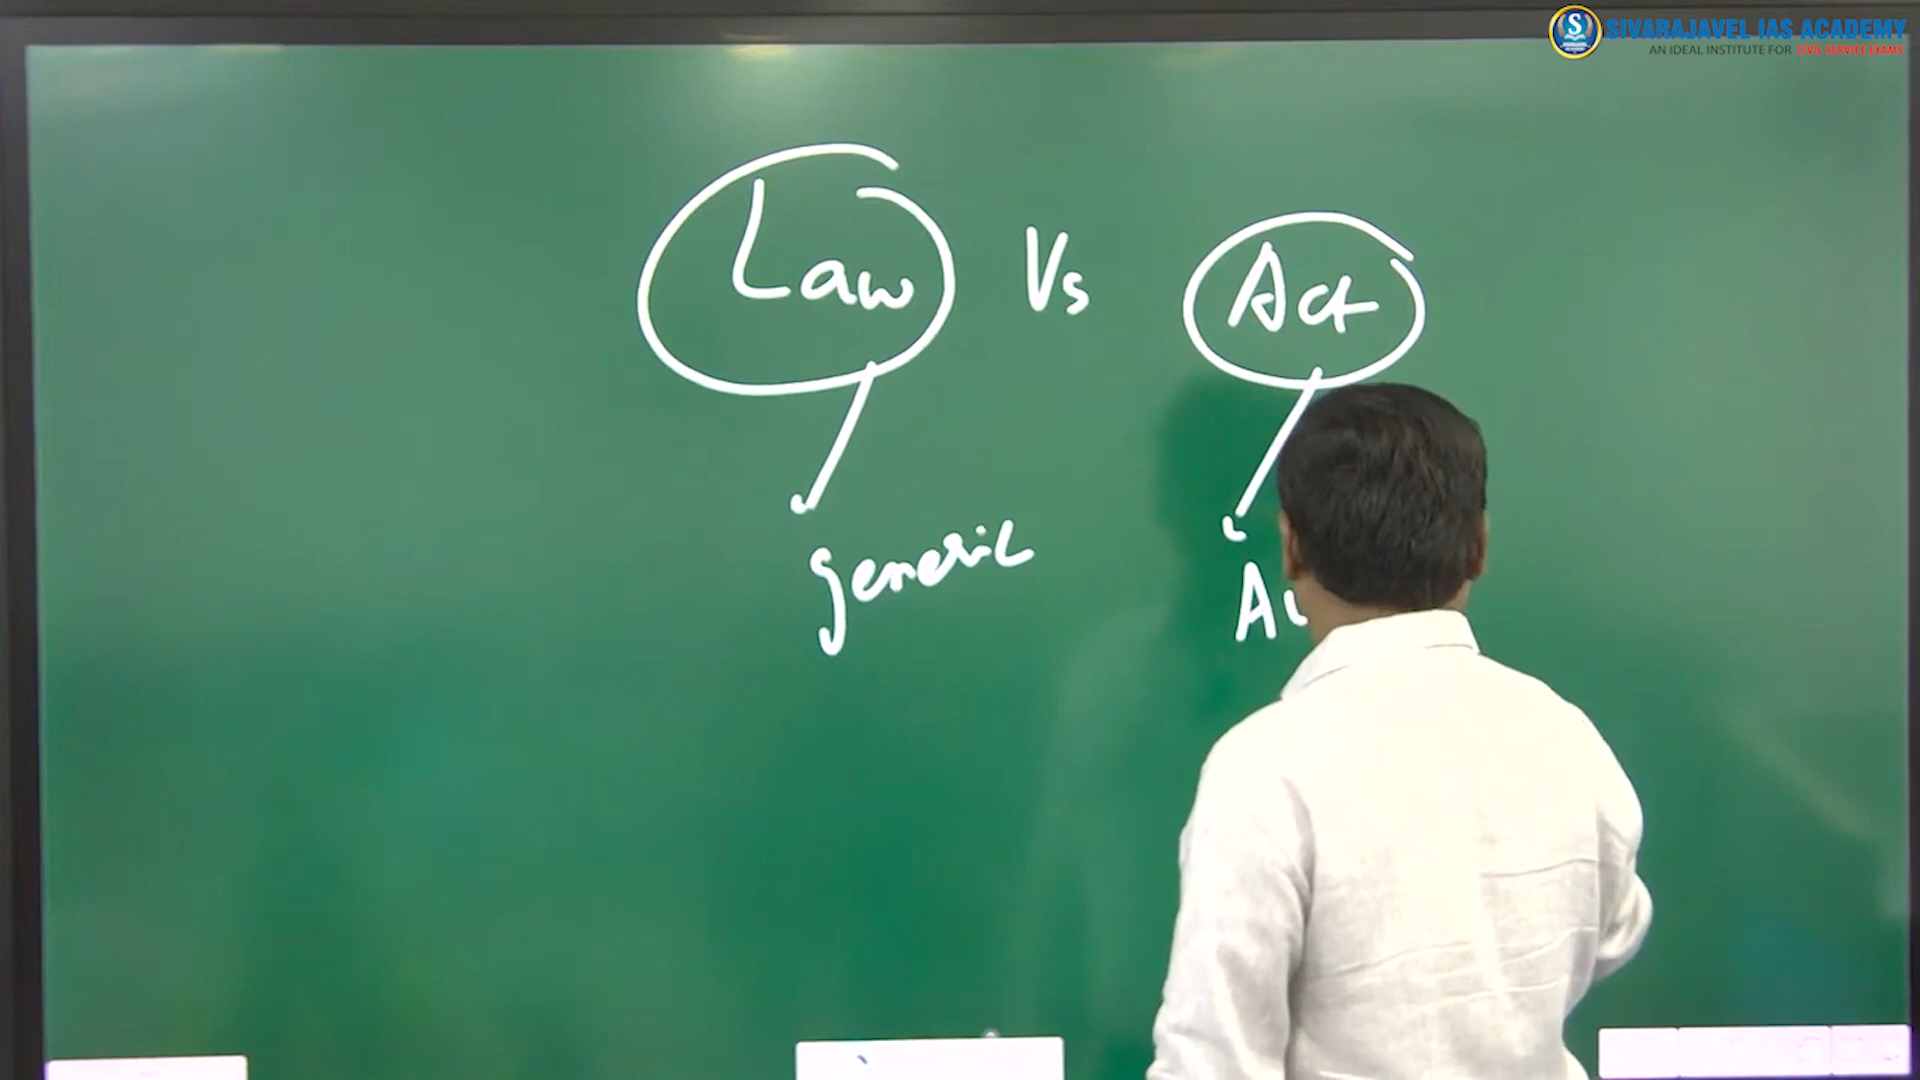 SIVARAJAVEL IAS ACADEMY
AN IDEAL INSTITUTE FOR CIVIL SERVICE EXAMS
Law Vs Act
generic